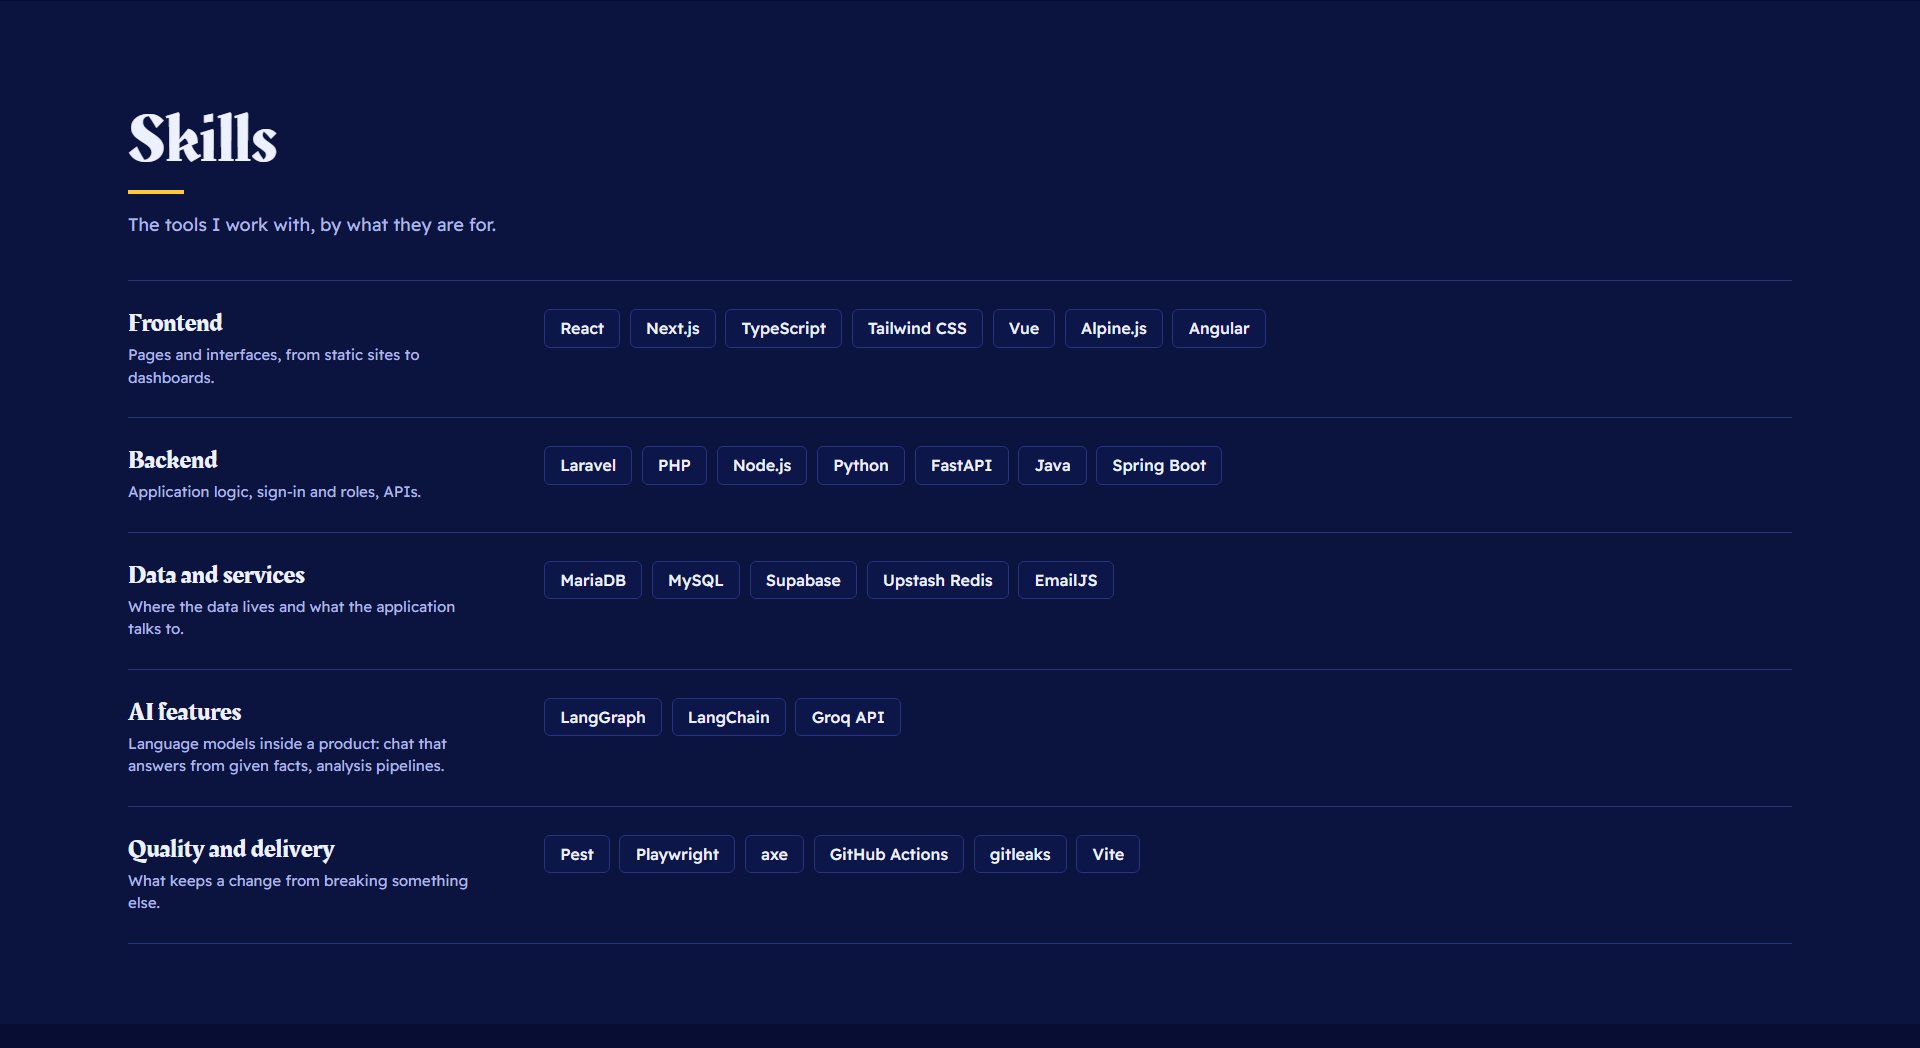 Skills
The tools I work with, by what they are for.
Frontend
Pages and interfaces, from static sites to
dashboards.
React Next.js TypeScript Tailwind CSS Vue Alpine.js Angular
Backend
Application logic, sign-in and roles, APIs.
Laravel PHP Node.js Python FastAPI Java Spring Boot
Data and services
Where the data lives and what the application
talks to.
MariaDB MySQL Supabase Upstash Redis EmailJS
AI features
Language models inside a product: chat that
answers from given facts, analysis pipelines.
LangGraph LangChain Groq API
Quality and delivery
What keeps a change from breaking something
else.
Pest Playwright axe GitHub Actions gitleaks Vite